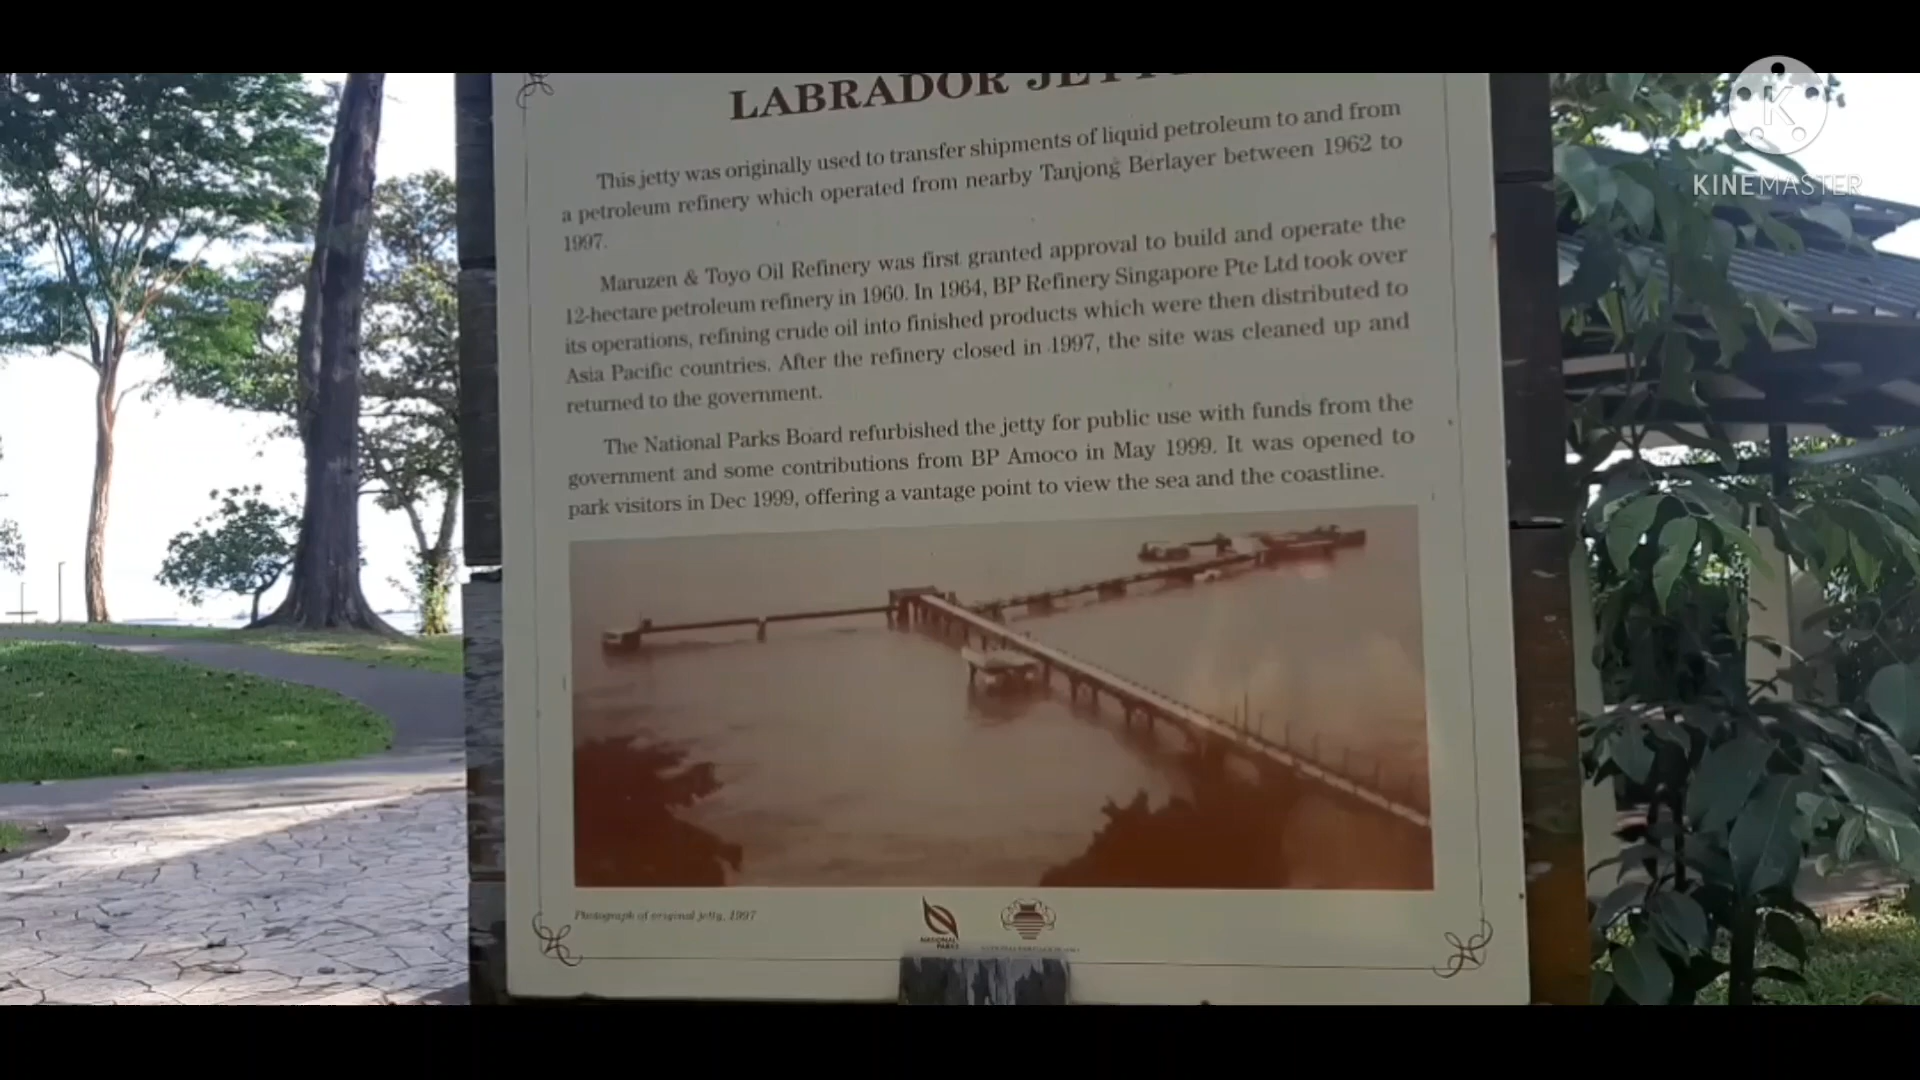 LABRADOR JETTY
This jetty was originally used to transfer shipments of liquid petroleum to and from
a petroleum refinery which operated from nearby Tanjong Berlayer between 1962 to
1997.
Maruzen & Toyo Oil Refinery was first granted approval to build and operate the
12-hectare petroleum refinery in 1960. In 1964, BP Refinery Singapore Pte Ltd took over
its operations, refining crude oil into finished products which were then distributed to
Asia Pacific countries. After the refinery closed in 1997, the site was cleaned up and
returned to the government.
The National Parks Board refurbished the jetty for public use with funds from the
government and some contributions from BP Amoco in May 1999. It was opened to
park visitors in Dec 1999, offering a vantage point to view the sea and the coastline.
Photograph of original jetty, 1997
NATIONAL
PARKS
K
KINEMASTER